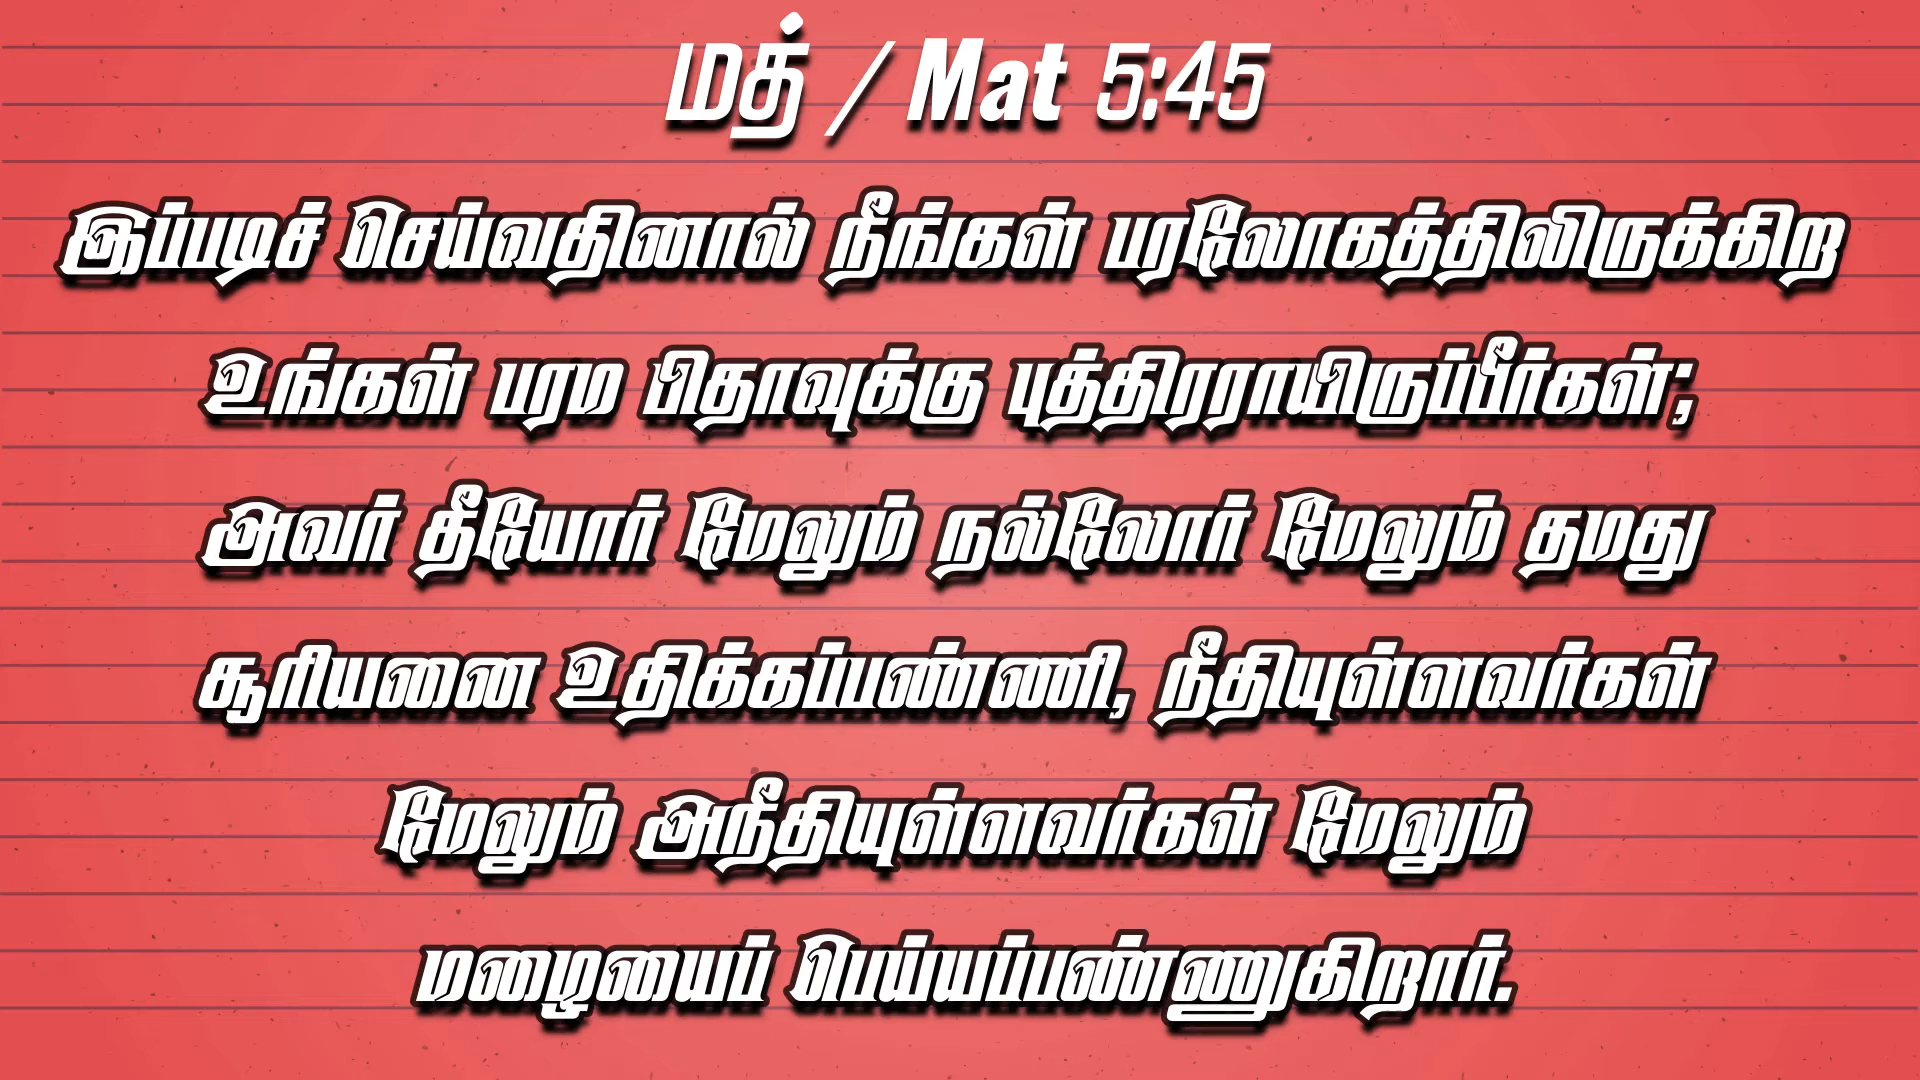 மத் / Mat 5:45
இப்படிச் செய்வதினால் நீங்கள் பரலோகத்திலிருக்கிற
உங்கள் பரம பிதாவுக்கு புத்திரராயிருப்பீர்கள்;
அவர் தீயோர் மேலும் நல்லோர் மேலும் தமது
சூரியனை உதிக்கப்பண்ணி, நீதியுள்ளவர்கள்
மேலும் அநீதியுள்ளவர்கள் மேலும்
மழையைப் பெய்யப்பண்ணுகிறார்.